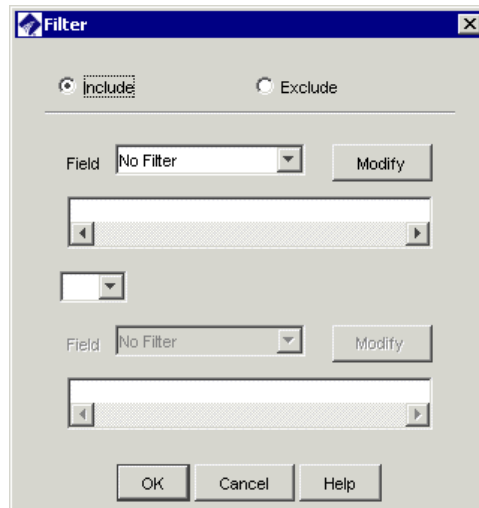 Filter
Include Exclude
Field No Filter Modify
Field No Filter Modify
OK Cancel Help